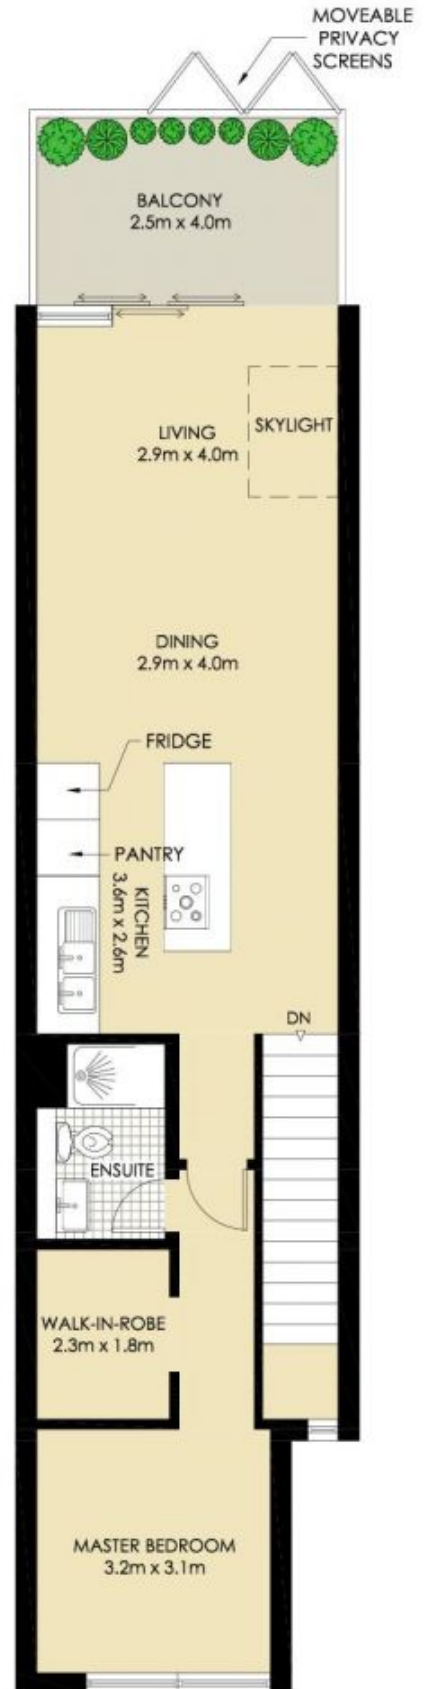 MOVEABLE
PRIVACY
SCREENS
BALCONY
2.5m x 4.0m
LIVING
2.9m x 4.0m
SKYLIGHT
DINING
2.9m x 4.0m
FRIDGE
PANTRY
KITCHEN
3.6m x 2.6m
DN
ENSUITE
WALK-IN-ROBE
2.3m x 1.8m
MASTER BEDROOM
3.2m x 3.1m